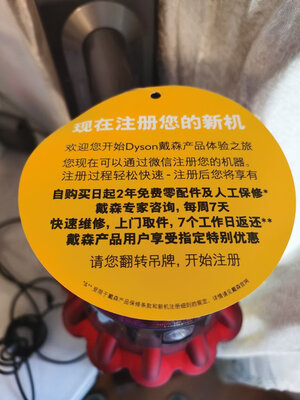 现在注册您的新机
欢迎您开始Dyson戴森产品体验之旅
您现在可以通过微信注册您的机器。
注册过程轻松快速 - 注册后您将享有
自购买日起2年免费零配件及人工保修*
戴森专家咨询，每周7天
快速维修，上门取件，7个工作日返还**
戴森产品用户享受指定特别优惠
请您翻转吊牌，开始注册